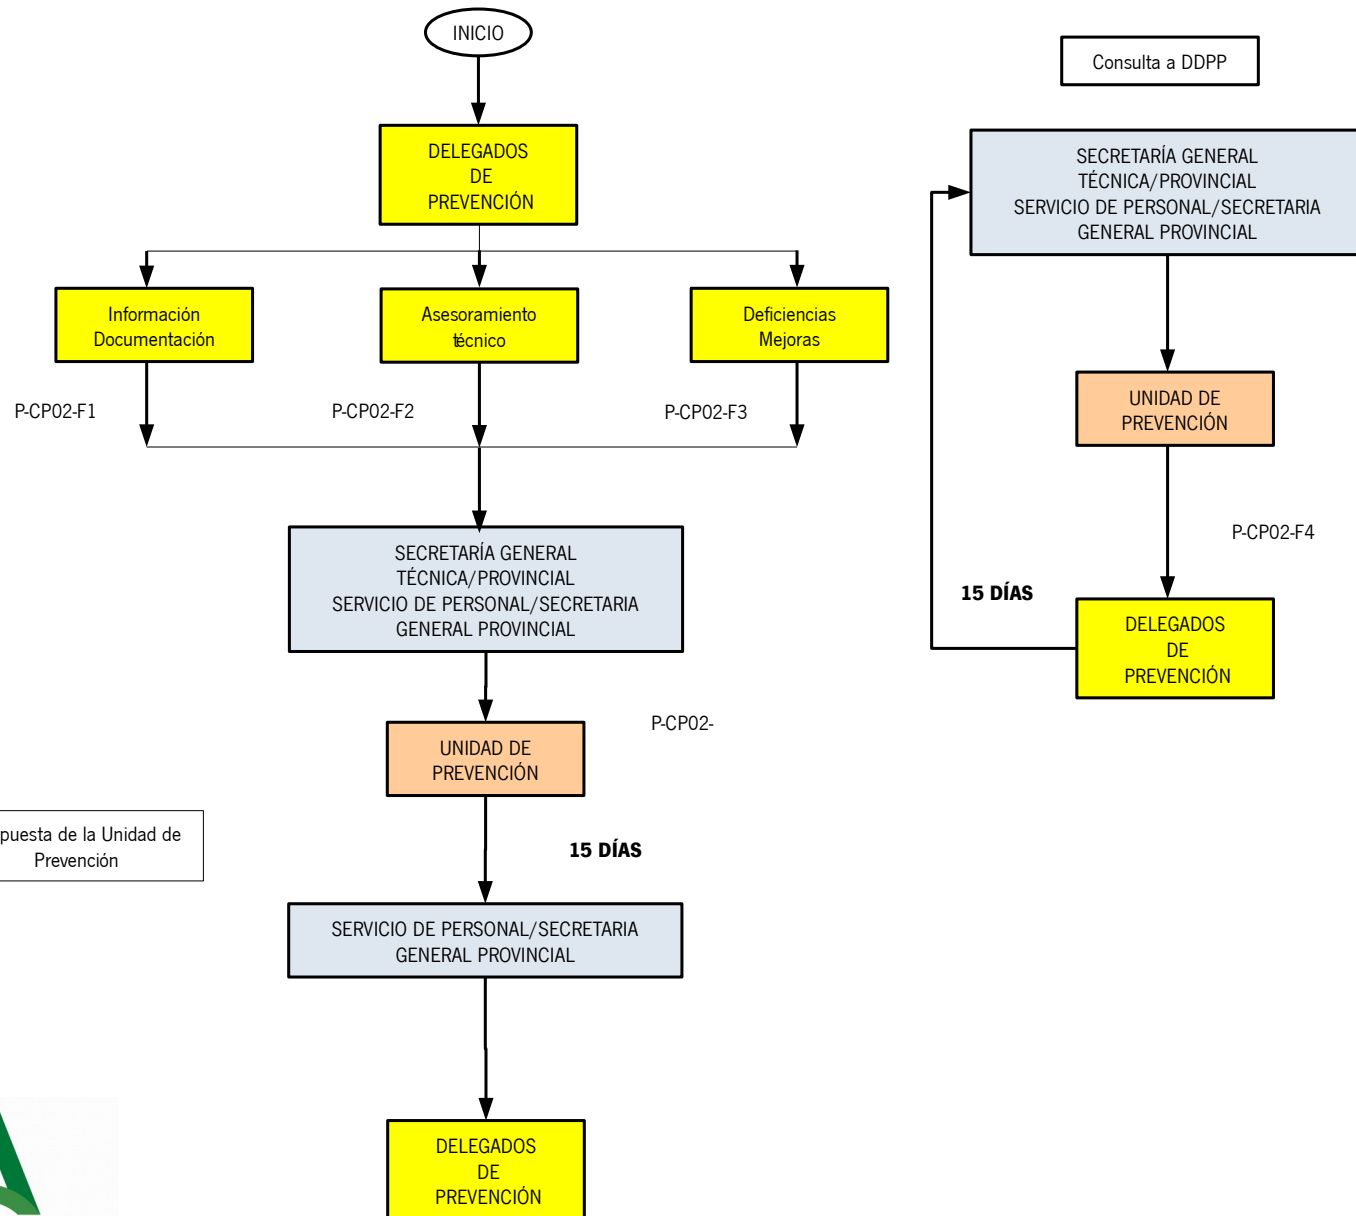 INICIO
DELEGADOS
DE
PREVENCIÓN
Información
Documentación
Asesoramiento
técnico
Deficiencias
Mejoras
P-CP02-F1
P-CP02-F2
P-CP02-F3
SECRETARÍA GENERAL
TÉCNICA/PROVINCIAL
SERVICIO DE PERSONAL/SECRETARIA
GENERAL PROVINCIAL
P-CP02-
UNIDAD DE
PREVENCIÓN
puesta de la Unidad de
Prevención
15 DÍAS
SERVICIO DE PERSONAL/SECRETARIA
GENERAL PROVINCIAL
DELEGADOS
DE
PREVENCIÓN
Consulta a DDPP
SECRETARÍA GENERAL
TÉCNICA/PROVINCIAL
SERVICIO DE PERSONAL/SECRETARIA
GENERAL PROVINCIAL
UNIDAD DE
PREVENCIÓN
P-CP02-F4
15 DÍAS
DELEGADOS
DE
PREVENCIÓN